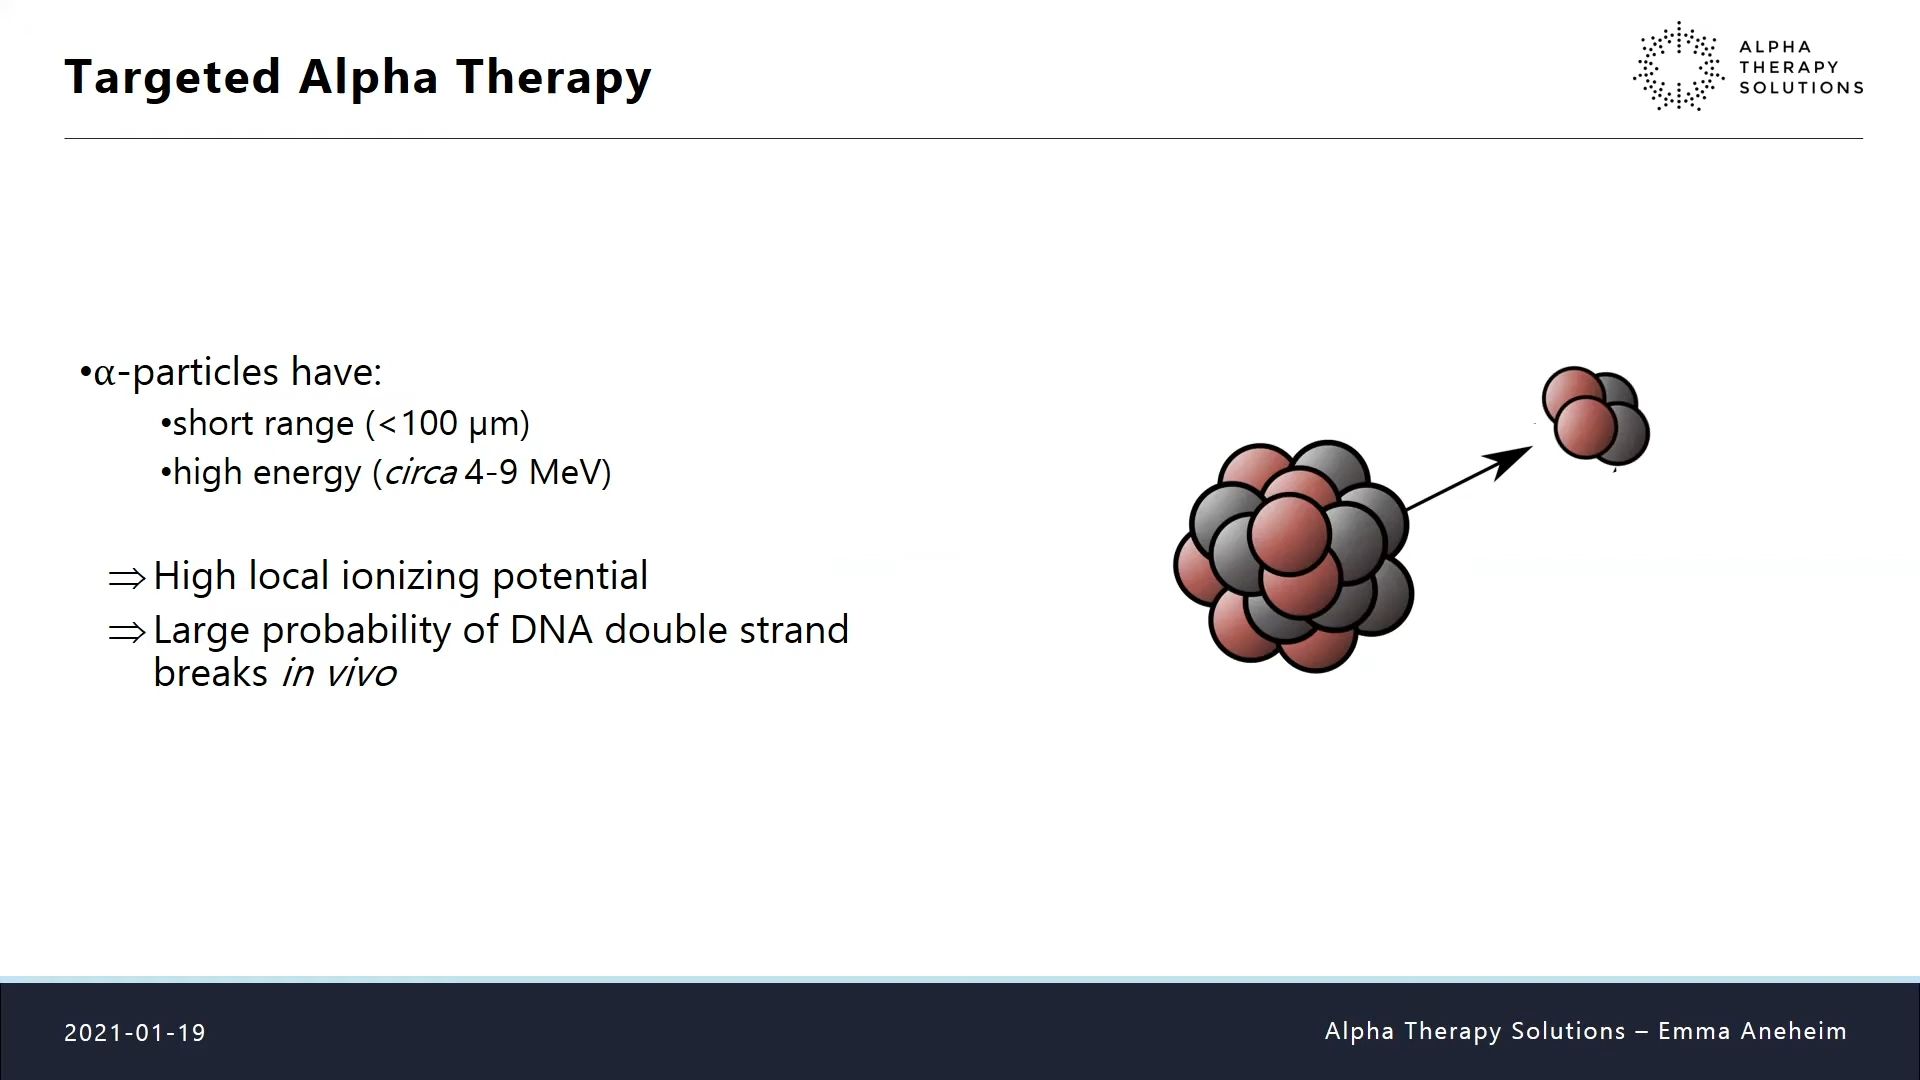 Targeted Alpha Therapy
ALPHA
THERAPY
SOLUTIONS
•α-particles have:
•short range (<100 µm)
•high energy (circa 4-9 MeV)
⇒ High local ionizing potential
⇒ Large probability of DNA double strand
breaks in vivo
2021-01-19
Alpha Therapy Solutions – Emma Aneheim